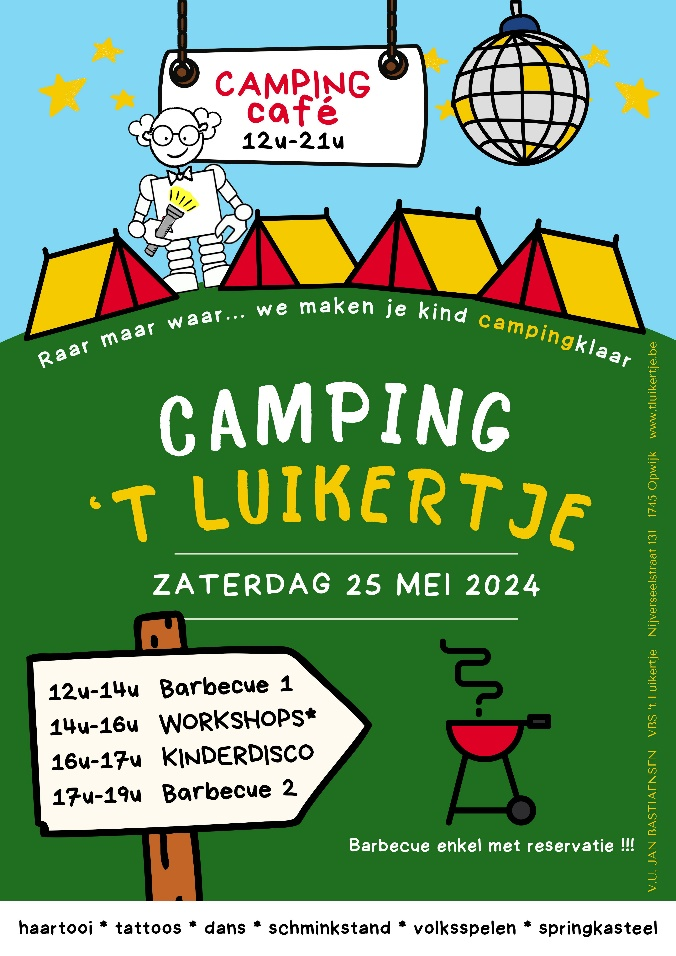 CAMPING
café
12u-21u
Raar maar waar... we maken je kind campingklaar
CAMPING
'T LUIKERTJE
ZATERDAG 25 MEI 2024
12u-14u Barbecue 1
14u-16u WORKSHOPS*
16u-17u KINDERDISCO
17u-19u Barbecue 2
Barbecue enkel met reservatie !!!
V.U. JAN BASTIAENSEN VBS 't Luikertje Nijverseelstraat 131 1745 Opwijk www.tluikertje.be
haartooi * tattoos * dans * schminkstand * volksspelen * springkasteel